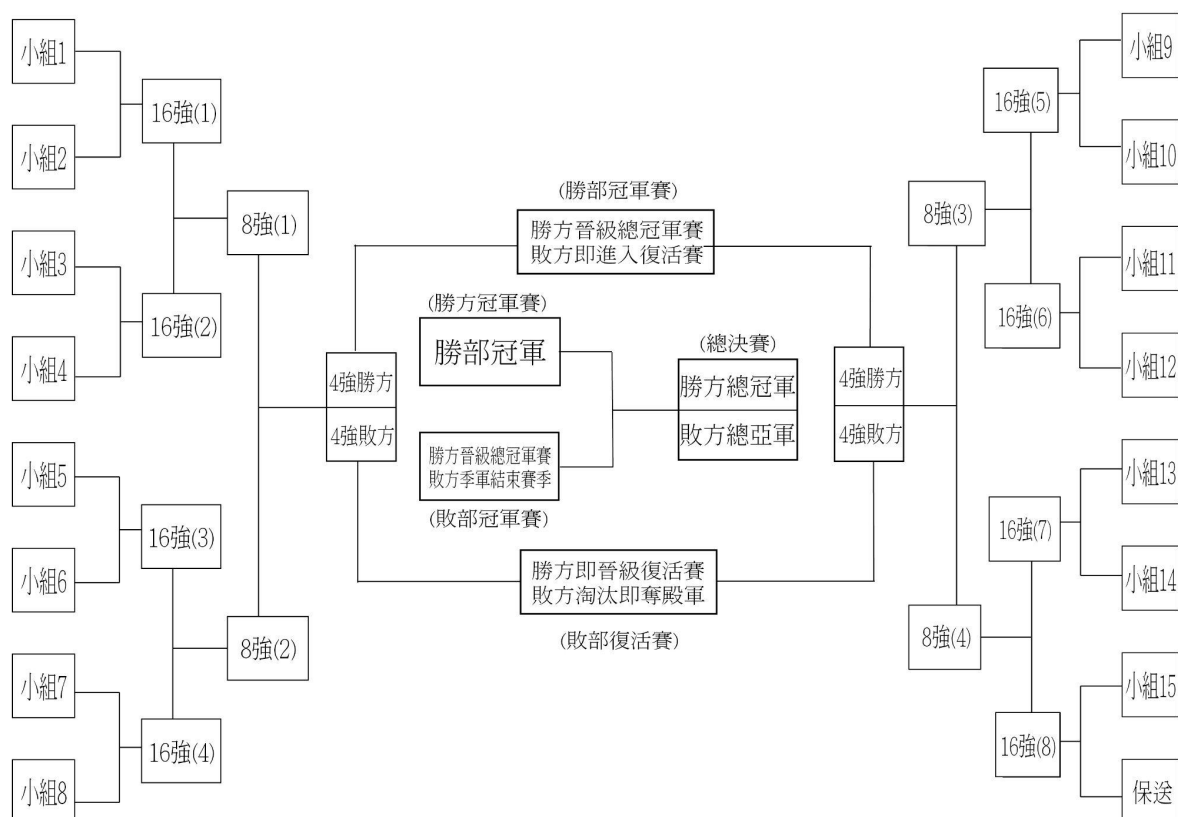 小組1
小組2
小組3
小組4
小組5
小組6
小組7
小組8
16強(1)
16強(2)
16強(3)
16強(4)
8強(1)
8強(2)
(勝部冠軍賽)
勝方晉級總冠軍賽
敗方即進入復活賽
4強勝方
4強敗方
(勝方冠軍賽)
勝部冠軍
勝方晉級總冠軍賽
敗方季軍結束賽季
(敗部冠軍賽)
(總決賽)
勝方總冠軍
敗方總亞軍
4強勝方
4強敗方
勝方即晉級復活賽
敗方淘汰即奪殿軍
(敗部復活賽)
8強(3)
8強(4)
16強(5)
16強(6)
16強(7)
16強(8)
小組9
小組10
小組11
小組12
小組13
小組14
小組15
保送